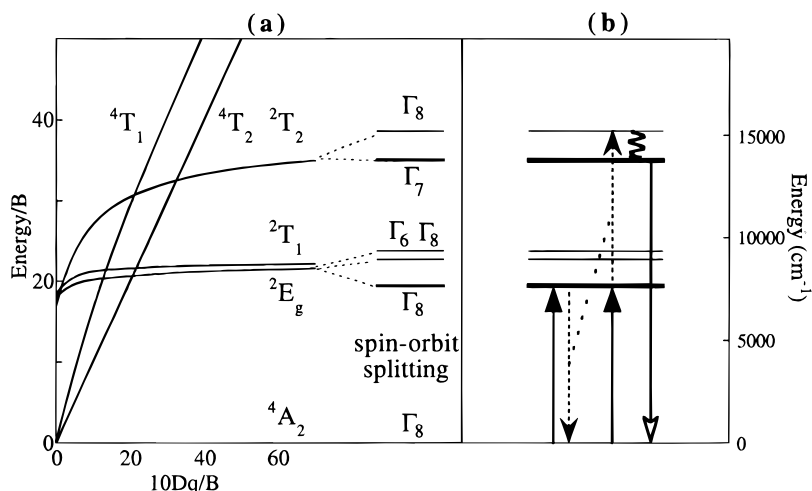 (a)
(b)
⁴T₁
⁴T₂
²T₂
Γ₈
Γ₇
²T₁
Γ₆ Γ₈
²E_g
Γ₈
spin-orbit
splitting
⁴A₂
Γ₈
Energy/B
40
20
0
0
20
40
60
10Dq/B
15000
10000
5000
0
Energy (cm⁻¹)